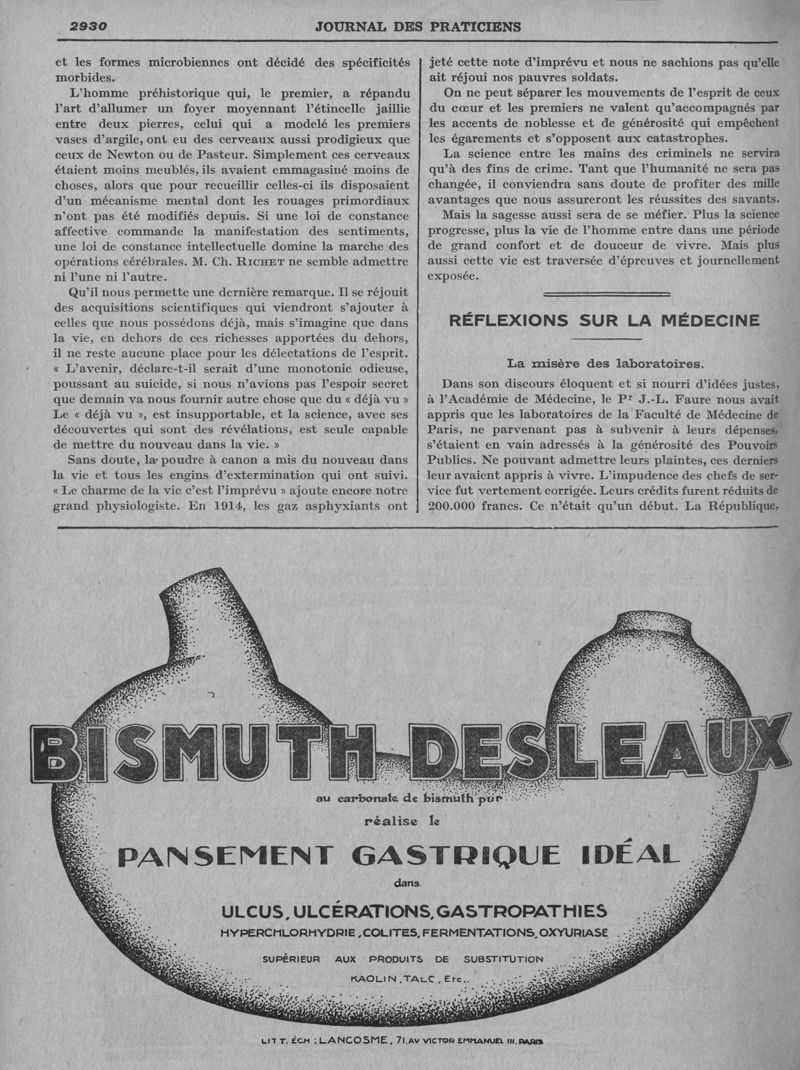 2930
JOURNAL DES PRATICIENS
et les formes microbiennes ont décidé des spécificités
morbides.
L'homme préhistorique qui, le premier, a répandu
l'art d'allumer un foyer moyennant l'étincelle jaillie
entre deux pierres, celui qui a modelé les premiers
vases d'argile, ont eu des cerveaux aussi prodigieux que
ceux de Newton ou de Pasteur. Simplement ces cerveaux
étaient moins meublés, ils avaient emmagasiné moins de
choses, alors que pour recueillir celles-ci ils disposaient
d'un mécanisme mental dont les rouages primordiaux
n'ont pas été modifiés depuis. Si une loi de constance
affective commande la manifestation des sentiments,
une loi de constance intellectuelle domine la marche des
opérations cérébrales. M. Ch. RICHET ne semble admettre
ni l'une ni l'autre.
Qu'il nous permette une dernière remarque. Il se réjouit
des acquisitions scientifiques qui viendront s'ajouter à
celles que nous possédons déjà, mais s'imagine que dans
la vie, en dehors de ces richesses apportées du dehors,
il ne reste aucune place pour les délectations de l'esprit.
« L'avenir, déclare-t-il serait d'une monotonie odieuse,
poussant au suicide, si nous n'avions pas l'espoir secret
que demain va nous fournir autre chose que du « déjà vu »
Le « déjà vu », est insupportable, et la science, avec ses
découvertes qui sont des révélations, est seule capable
de mettre du nouveau dans la vie. »
Sans doute, la poudre à canon a mis du nouveau dans
la vie et tous les engins d'extermination qui ont suivi.
« Le charme de la vie c'est l'imprévu » ajoute encore notre
grand physiologiste. En 1914, les gaz asphyxiants ont
jeté cette note d'imprévu et nous ne sachions pas qu'elle
ait réjoui nos pauvres soldats.
On ne peut séparer les mouvements de l'esprit de ceux
du cœur et les premiers ne valent qu'accompagnés par
les accents de noblesse et de générosité qui empêchent
les égarements et s'opposent aux catastrophes.
La science entre les mains des criminels ne servira
qu'à des fins de crime. Tant que l'humanité ne sera pas
changée, il conviendra sans doute de profiter des mille
avantages que nous assureront les réussites des savants.
Mais la sagesse aussi sera de se méfier. Plus la science
progresse, plus la vie de l'homme entre dans une période
de grand confort et de douceur de vivre. Mais plus
aussi cette vie est traversée d'épreuves et journellement
exposée.
RÉFLEXIONS SUR LA MÉDECINE
La misère des laboratoires.
Dans son discours éloquent et si nourri d'idées justes,
à l'Académie de Médecine, le Pr J.-L. Faure nous avait
appris que les laboratoires de la Faculté de Médecine de
Paris, ne parvenant pas à subvenir à leurs dépenses,
s'étaient en vain adressés à la générosité des Pouvoirs
Publics. Ne pouvant admettre leurs plaintes, ces derniers
leur avaient appris à vivre. L'impudence des chefs de ser-
vice fut vertement corrigée. Leurs crédits furent réduits de
200.000 francs. Ce n'était qu'un début. La République,
BISMUTH DESLEAUX
au carbonate de bismuth pur
réalise le
PANSEMENT GASTRIQUE IDÉAL
dans
ULCUS, ULCÉRATIONS, GASTROPATHIES
HYPERCHLORHYDRIE, COLITES, FERMENTATIONS, OXYURIASE
SUPÉRIEUR AUX PRODUITS DE SUBSTITUTION
KAOLIN, TALC, Etc..
LIT T. ÉCH : LANCOSME, 71, AV VICTOR EMMANUEL III. PARIS